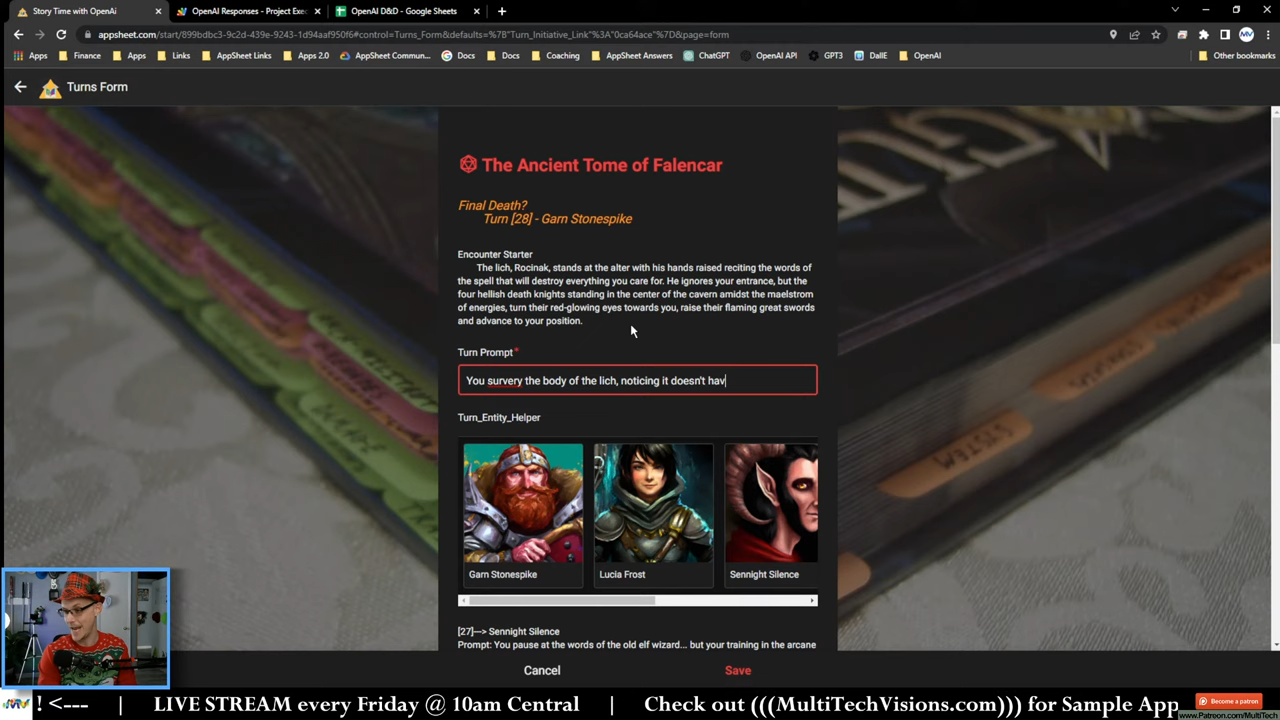 Story Time with OpenAi
OpenAI Responses - Project Exec
OpenAI D&D - Google Sheets
appsheet.com/start/899bdbc3-9c2d-439e-9243-1d94aaf950f6#control=Turns_Form&defaults=%7B"Turn_Initiative_Link"%3A"0ca64ace"%7D&page=form
Apps
Finance
Apps
Links
AppSheet Links
Apps 2.0
AppSheet Commun...
Docs
Docs
Coaching
AppSheet Answers
ChatGPT
OpenAI API
GPT3
DallE
OpenAI
Other bookmarks
Turns Form
The Ancient Tome of Falencar
Final Death?
Turn [28] - Garn Stonespike
Encounter Starter
The lich, Rocinak, stands at the alter with his hands raised reciting the words of
the spell that will destroy everything you care for. He ignores your entrance, but the
four hellish death knights standing in the center of the cavern amidst the maelstrom
of energies, turn their red-glowing eyes towards you, raise their flaming great swords
and advance to your position.
Turn Prompt*
You survery the body of the lich, noticing it doesn't hav
Turn_Entity_Helper
Garn Stonespike
Lucia Frost
Sennight Silence
[27]---> Sennight Silence
Prompt: You pause at the words of the old elf wizard... but your training in the arcane
Cancel
Save
SYSTEM
MV ! <--- | LIVE STREAM every Friday @ 10am Central | Check out (((MultiTechVisions.com))) for Sample App
Become a patron
www.Patreon.com/MultiTech